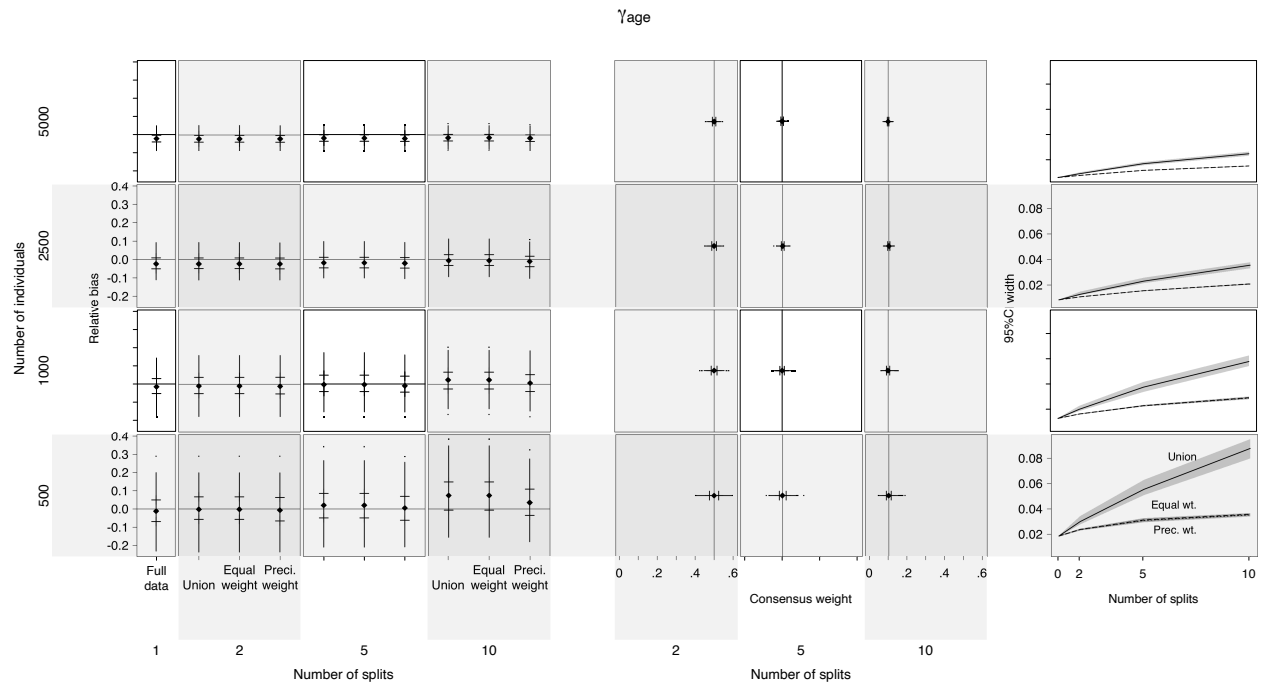 γage
5000
2500
1000
500
Number of individuals
Relative bias
0.4
0.3
0.2
0.1
0.0
-0.1
-0.2
0.4
0.3
0.2
0.1
0.0
-0.1
-0.2
Full data
Union
Equal weight
Preci. weight
Union
Equal weight
Preci. weight
1
2
5
10
Number of splits
0 .2 .4 .6
0 .2 .4 .6
Consensus weight
2
5
10
Number of splits
95%CI width
0.08
0.06
0.04
0.02
0.08
0.06
0.04
0.02
Union
Equal wt.
Prec. wt.
0 2 5 10
Number of splits